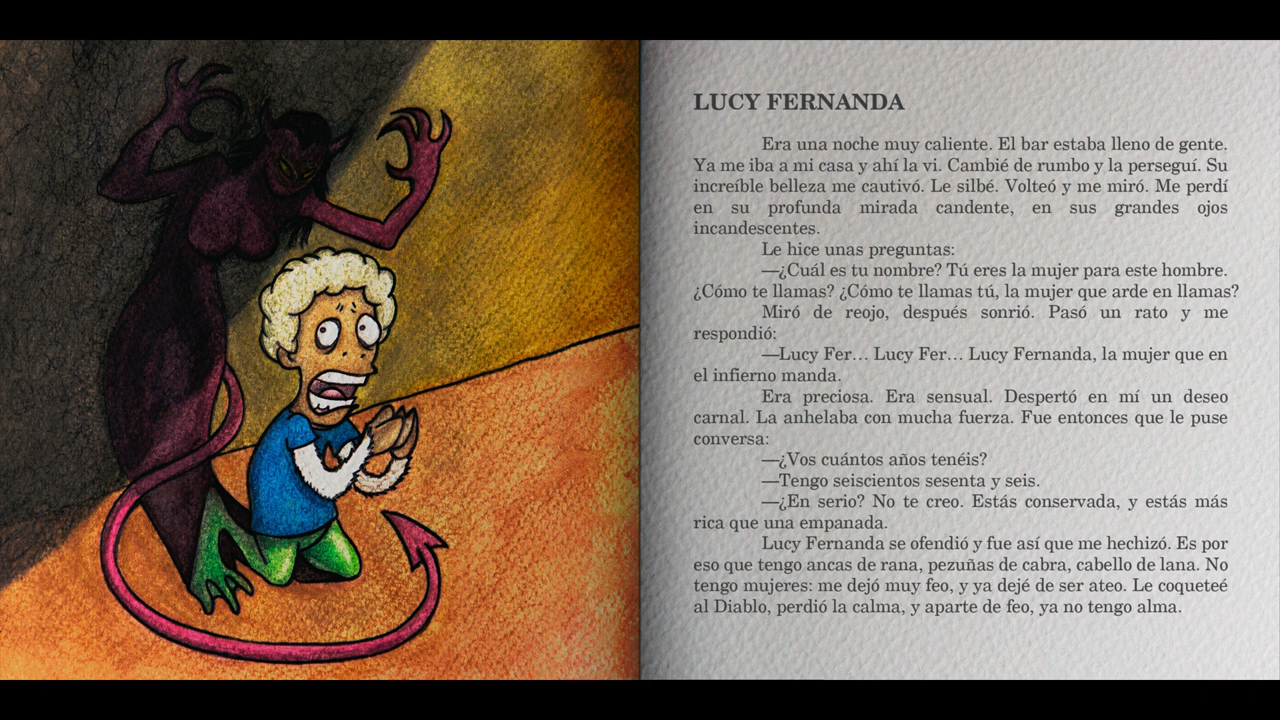 LUCY FERNANDA
Era una noche muy caliente. El bar estaba lleno de gente.
Ya me iba a mi casa y ahí la vi. Cambié de rumbo y la perseguí. Su
increíble belleza me cautivó. Le silbé. Volteó y me miró. Me perdí
en su profunda mirada candente, en sus grandes ojos
incandescentes.
Le hice unas preguntas:
—¿Cuál es tu nombre? Tú eres la mujer para este hombre.
¿Cómo te llamas? ¿Cómo te llamas tú, la mujer que arde en llamas?
Miró de reojo, después sonrió. Pasó un rato y me
respondió:
—Lucy Fer… Lucy Fer… Lucy Fernanda, la mujer que en
el infierno manda.
Era preciosa. Era sensual. Despertó en mí un deseo
carnal. La anhelaba con mucha fuerza. Fue entonces que le puse
conversa:
—¿Vos cuántos años tenéis?
—Tengo seiscientos sesenta y seis.
—¿En serio? No te creo. Estás conservada, y estás más
rica que una empanada.
Lucy Fernanda se ofendió y fue así que me hechizó. Es por
eso que tengo ancas de rana, pezuñas de cabra, cabello de lana. No
tengo mujeres: me dejó muy feo, y ya dejé de ser ateo. Le coqueteé
al Diablo, perdió la calma, y aparte de feo, ya no tengo alma.